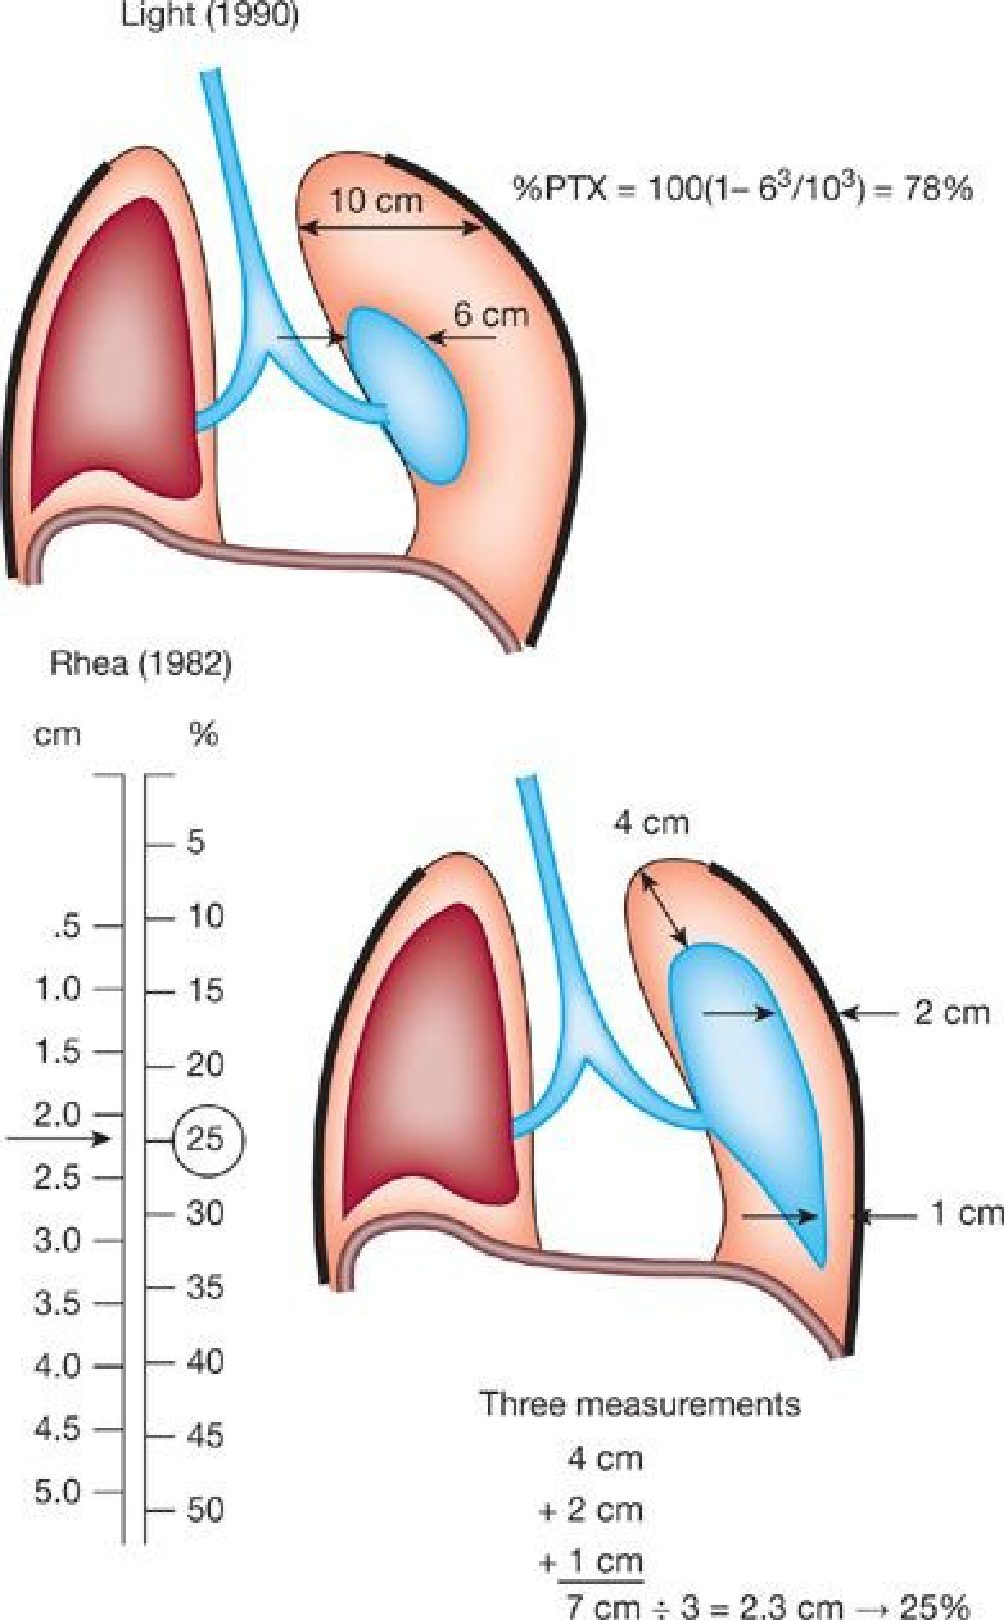 Light (1990)
10 cm
%PTX = 100(1– 6³/10³) = 78%
6 cm
Rhea (1982)
cm %
5
.5 10
1.0 15
1.5 20
2.0 25
2.5 30
3.0 35
3.5 40
4.0 45
4.5 50
5.0
4 cm
2 cm
1 cm
Three measurements
4 cm
+ 2 cm
+ 1 cm
7 cm ÷ 3 = 2.3 cm → 25%